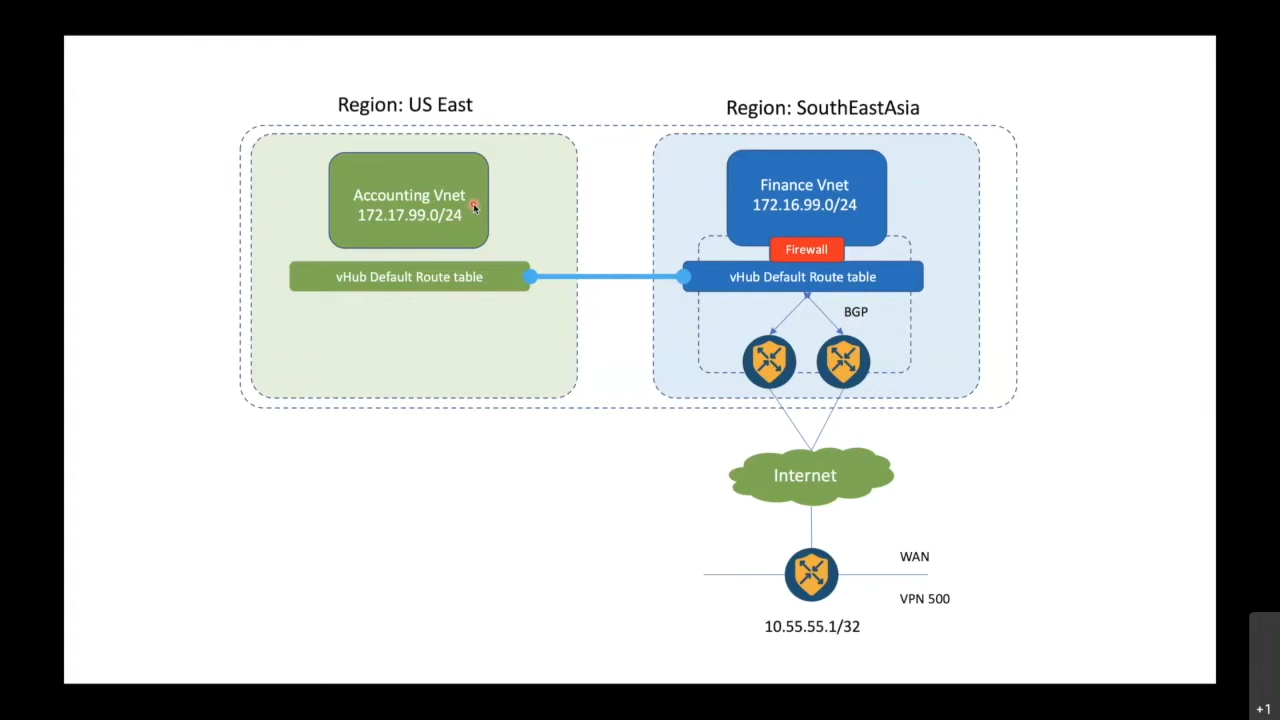 Region: US East
Region: SouthEastAsia
Accounting Vnet
172.17.99.0/24
Finance Vnet
172.16.99.0/24
Firewall
vHub Default Route table
vHub Default Route table
BGP
Internet
WAN
VPN 500
10.55.55.1/32
+1